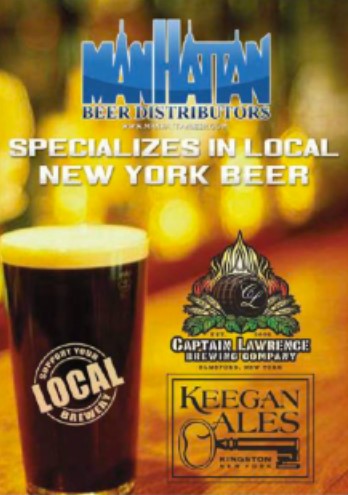 MANHATTAN
BEER DISTRIBUTORS
SPECIALIZES IN LOCAL
NEW YORK BEER
SUPPORT YOUR
LOCAL
BREWERY
CL
EST.
CAPTAIN LAWRENCE
BREWING COMPANY
ELMSFORD, NEW YORK
KEEGAN
ALES
KINGSTON
NEW YORK